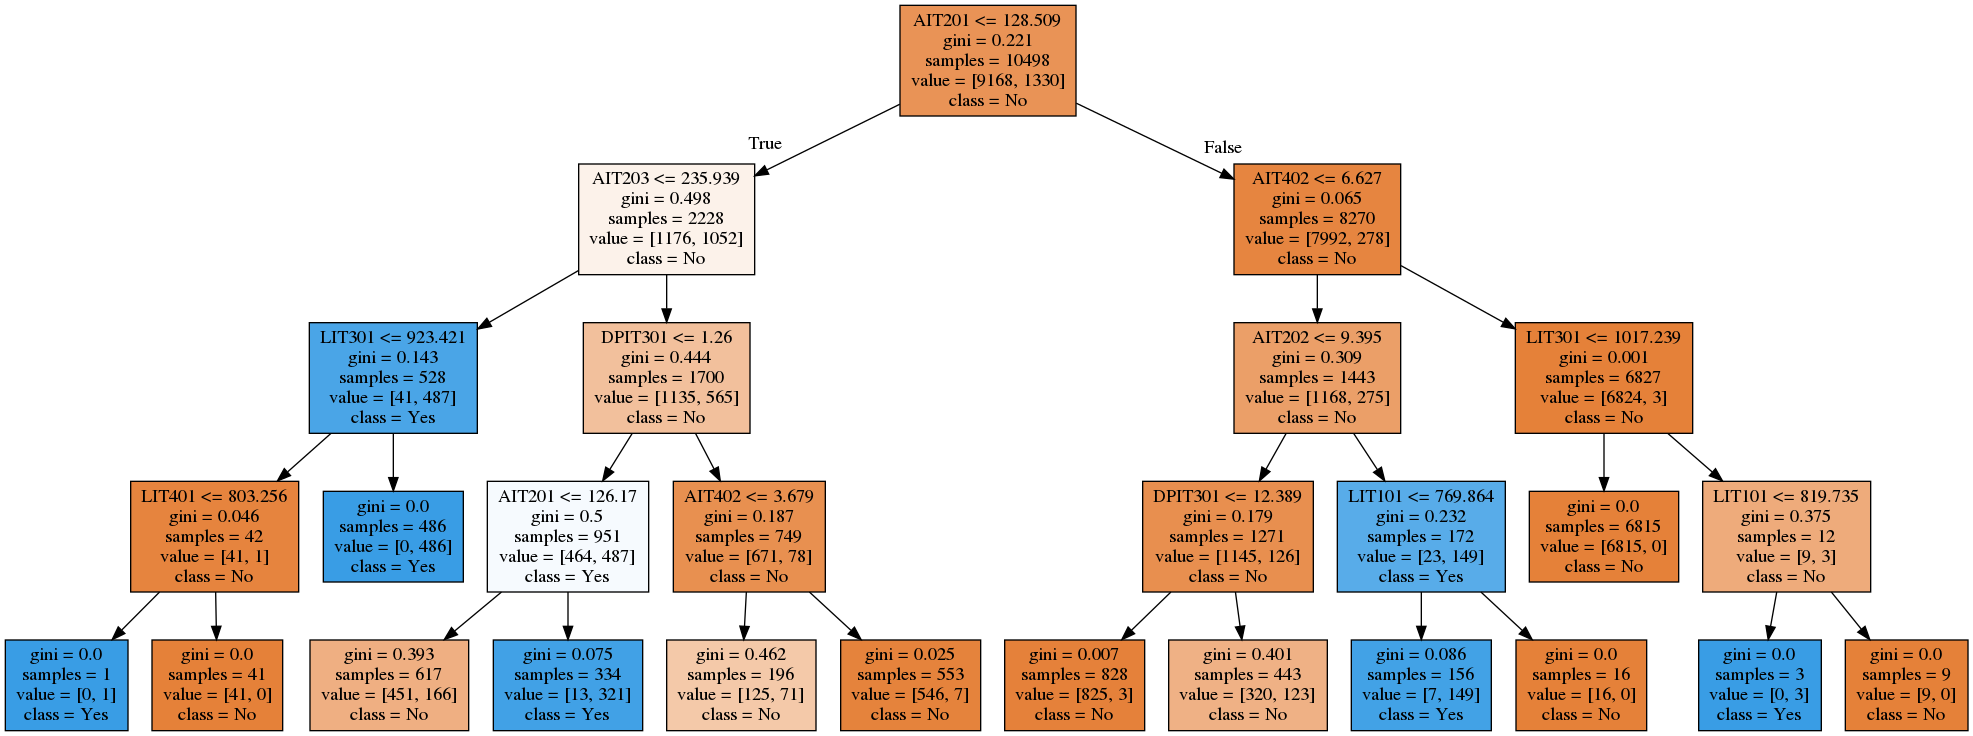 AIT201 <= 128.509
gini = 0.221
samples = 10498
value = [9168, 1330]
class = No
True
False
AIT203 <= 235.939
gini = 0.498
samples = 2228
value = [1176, 1052]
class = No
AIT402 <= 6.627
gini = 0.065
samples = 8270
value = [7992, 278]
class = No
LIT301 <= 923.421
gini = 0.143
samples = 528
value = [41, 487]
class = Yes
DPIT301 <= 1.26
gini = 0.444
samples = 1700
value = [1135, 565]
class = No
AIT202 <= 9.395
gini = 0.309
samples = 1443
value = [1168, 275]
class = No
LIT301 <= 1017.239
gini = 0.001
samples = 6827
value = [6824, 3]
class = No
LIT401 <= 803.256
gini = 0.046
samples = 42
value = [41, 1]
class = No
gini = 0.0
samples = 486
value = [0, 486]
class = Yes
AIT201 <= 126.17
gini = 0.5
samples = 951
value = [464, 487]
class = Yes
AIT402 <= 3.679
gini = 0.187
samples = 749
value = [671, 78]
class = No
DPIT301 <= 12.389
gini = 0.179
samples = 1271
value = [1145, 126]
class = No
LIT101 <= 769.864
gini = 0.232
samples = 172
value = [23, 149]
class = Yes
gini = 0.0
samples = 6815
value = [6815, 0]
class = No
LIT101 <= 819.735
gini = 0.375
samples = 12
value = [9, 3]
class = No
gini = 0.0
samples = 1
value = [0, 1]
class = Yes
gini = 0.0
samples = 41
value = [41, 0]
class = No
gini = 0.393
samples = 617
value = [451, 166]
class = No
gini = 0.075
samples = 334
value = [13, 321]
class = Yes
gini = 0.462
samples = 196
value = [125, 71]
class = No
gini = 0.025
samples = 553
value = [546, 7]
class = No
gini = 0.007
samples = 828
value = [825, 3]
class = No
gini = 0.401
samples = 443
value = [320, 123]
class = No
gini = 0.086
samples = 156
value = [7, 149]
class = Yes
gini = 0.0
samples = 16
value = [16, 0]
class = No
gini = 0.0
samples = 3
value = [0, 3]
class = Yes
gini = 0.0
samples = 9
value = [9, 0]
class = No